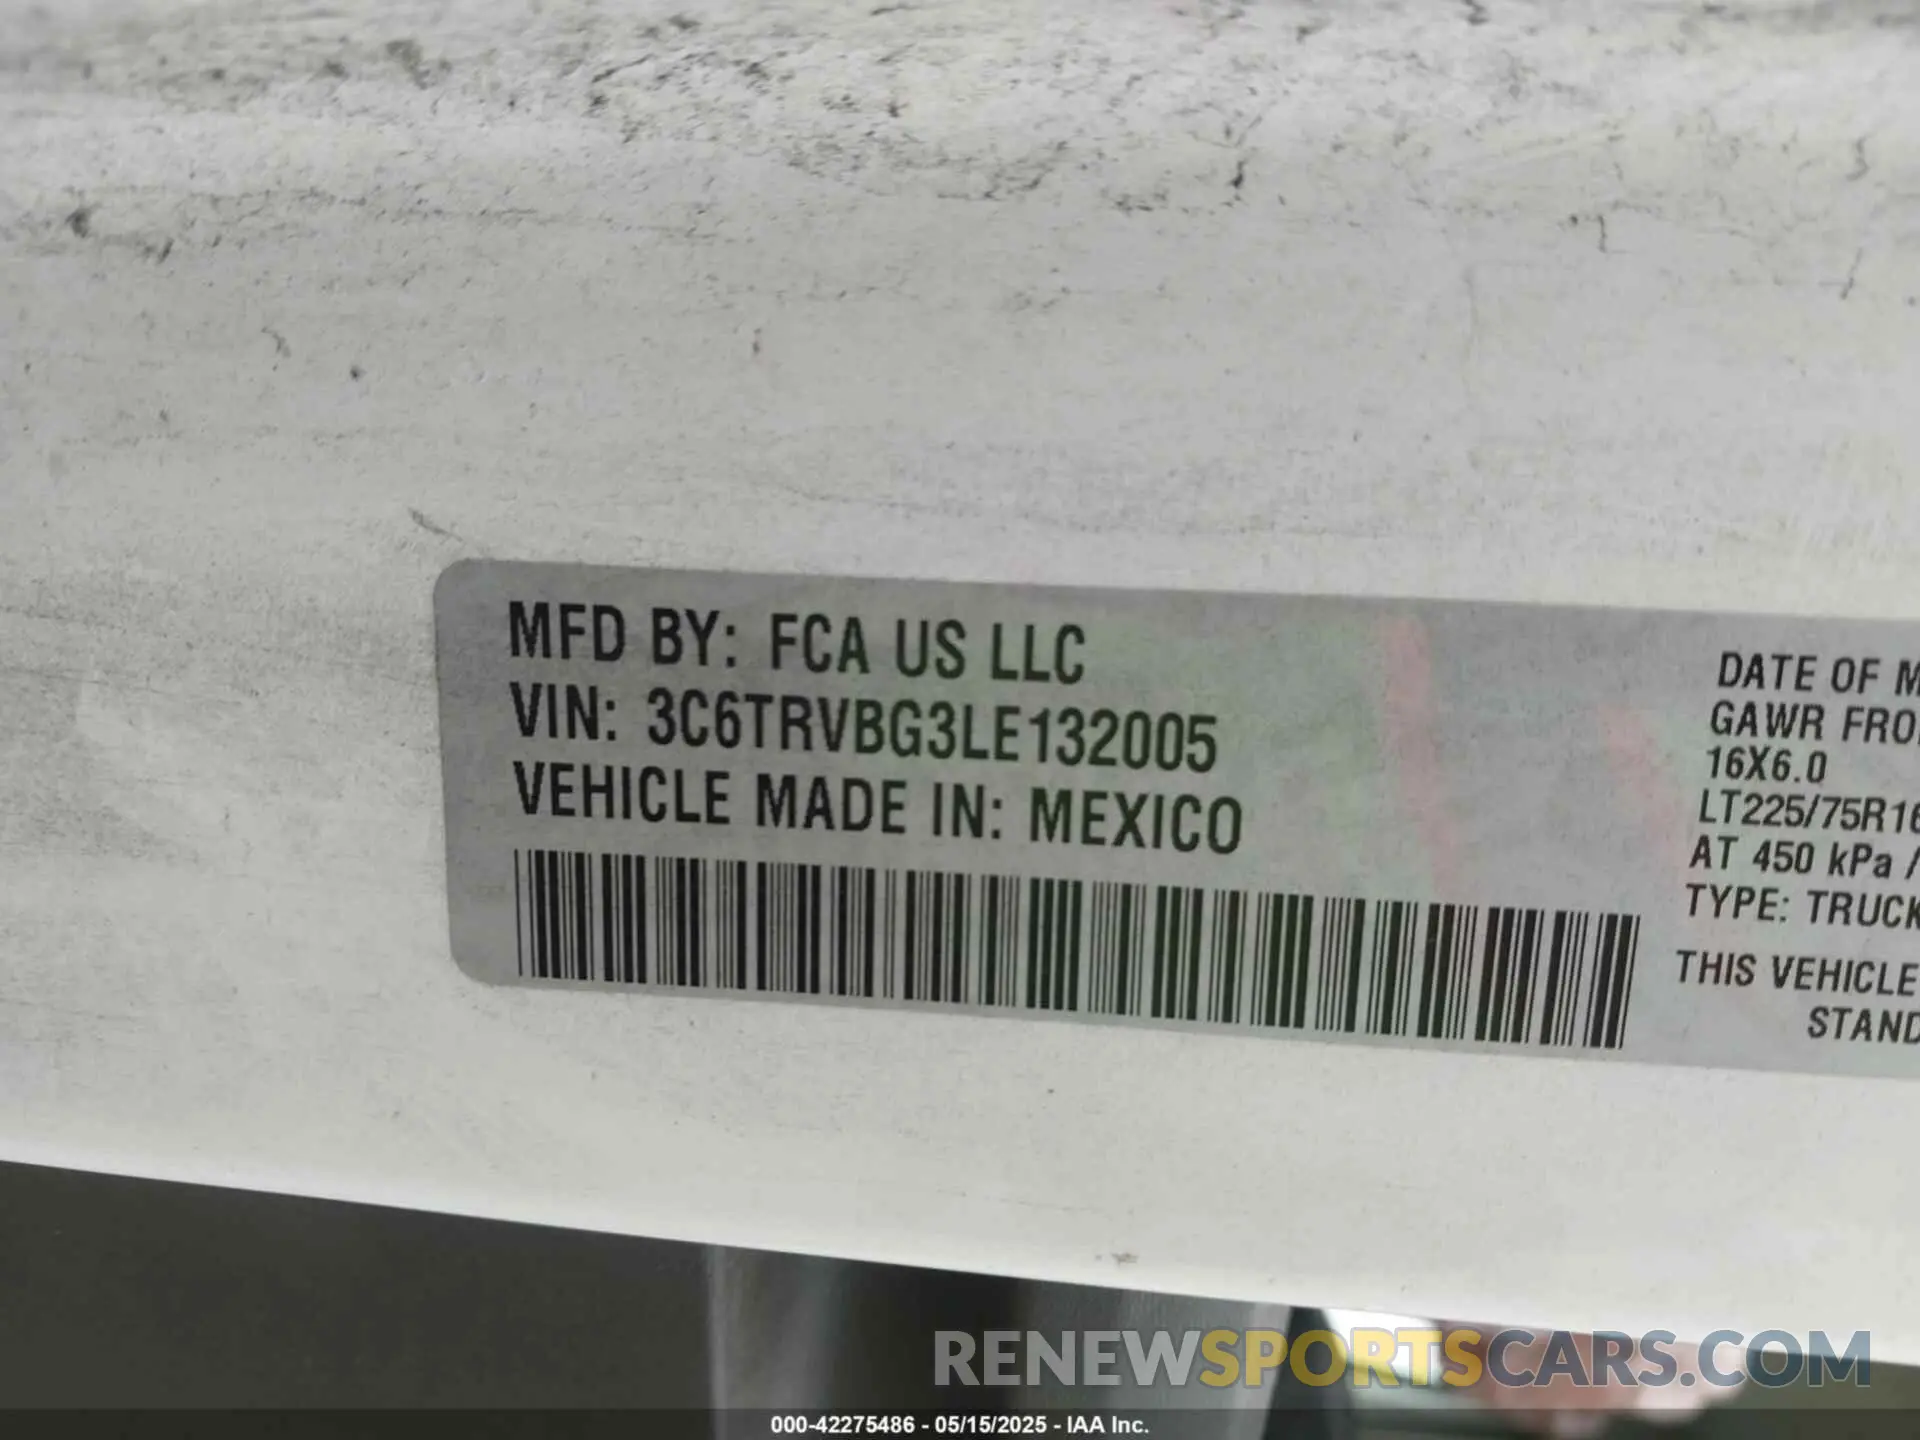 MFD BY: FCA US LLC
VIN: 3C6TRVBG3LE132005
VEHICLE MADE IN: MEXICO
DATE OF M
GAWR FRO
16X6.0
LT225/75R16
AT 450 kPa /
TYPE: TRUCK
THIS VEHICLE
STAND
RENEWSPORTSCARS.COM
000-42275486 - 05/15/2025 - IAA Inc.